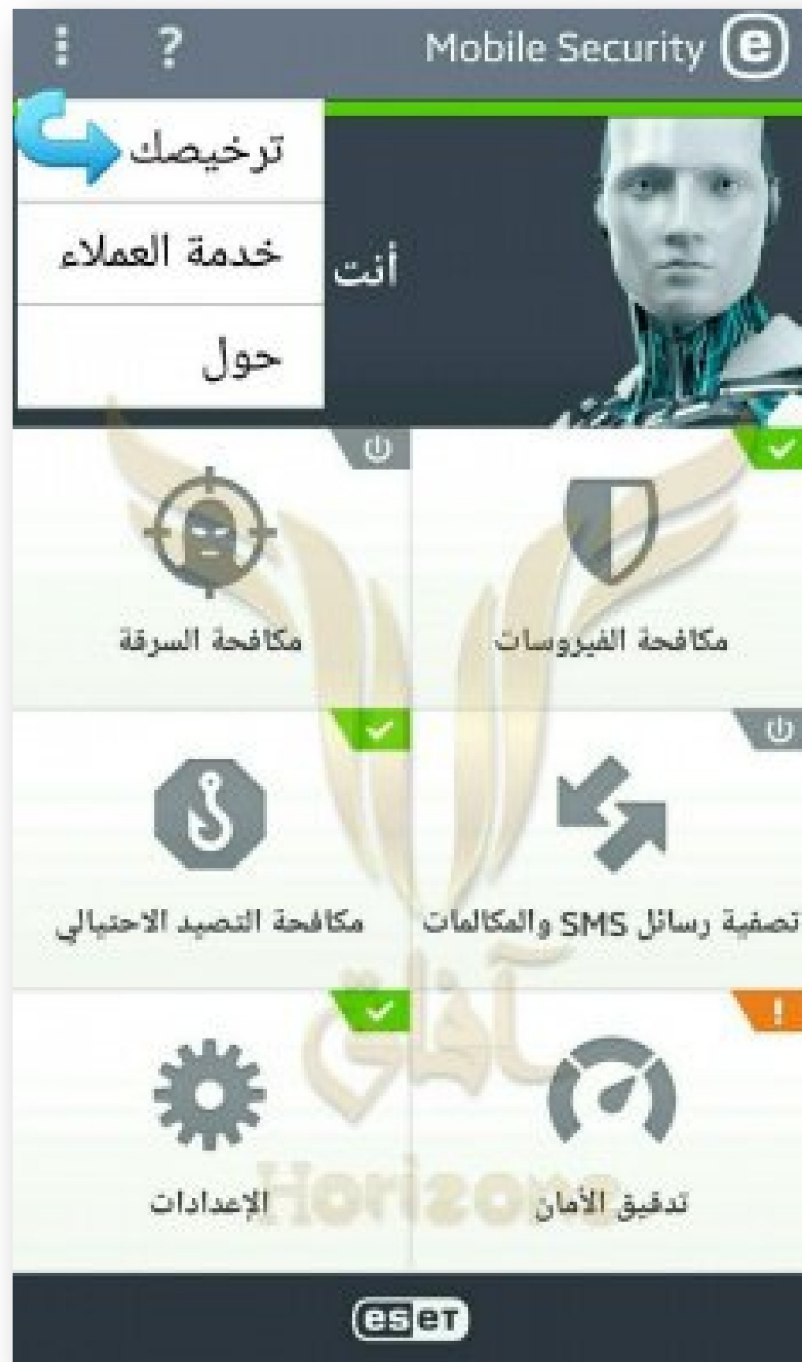 Mobile Security
?
ترخيصك
خدمة العملاء
حول
أنت
مكافحة الفيروسات
مكافحة السرقة
تصفية رسائل SMS والمكالمات
مكافحة التصيد الاحتيالي
تدقيق الأمان
الإعدادات
آفاق
Horizons
eset